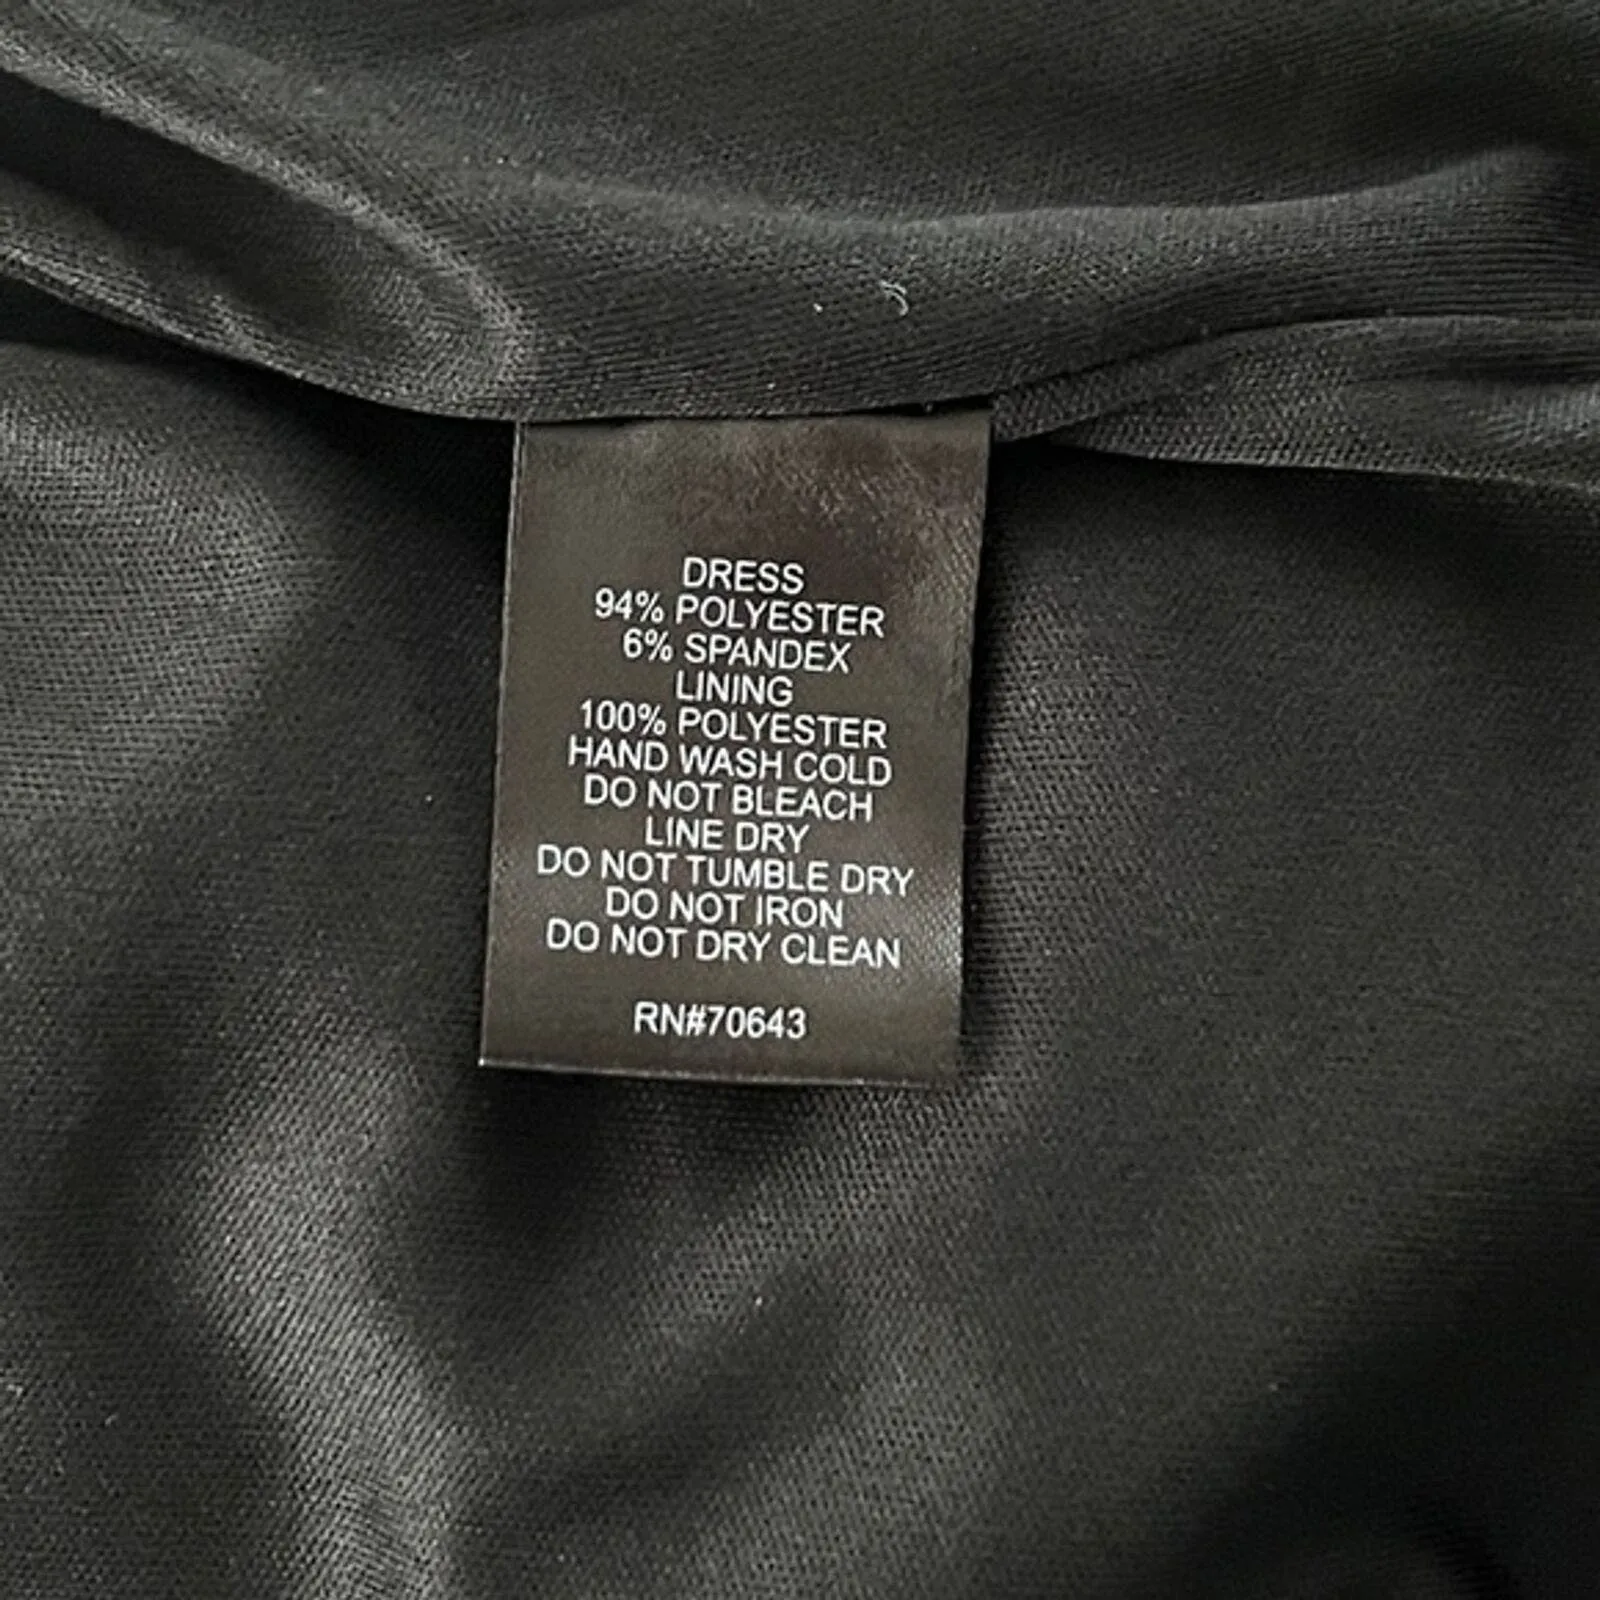 DRESS
94% POLYESTER
6% SPANDEX
LINING
100% POLYESTER
HAND WASH COLD
DO NOT BLEACH
LINE DRY
DO NOT TUMBLE DRY
DO NOT IRON
DO NOT DRY CLEAN
RN#70643